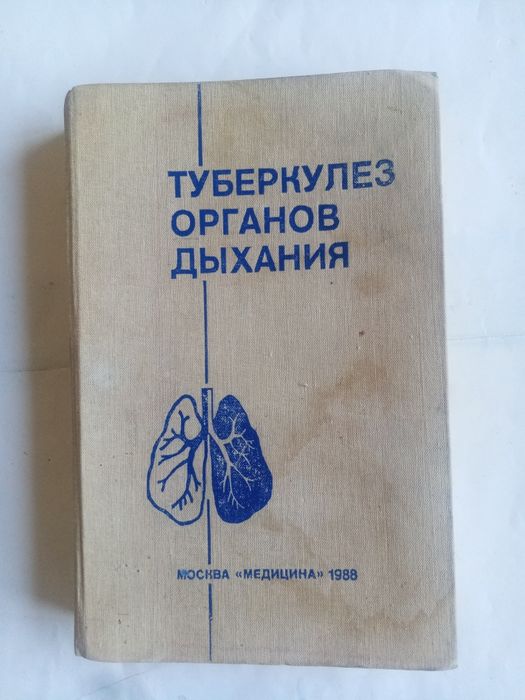 ТУБЕРКУЛЕЗ
ОРГАНОВ
ДЫХАНИЯ
МОСКВА «МЕДИЦИНА» 1988